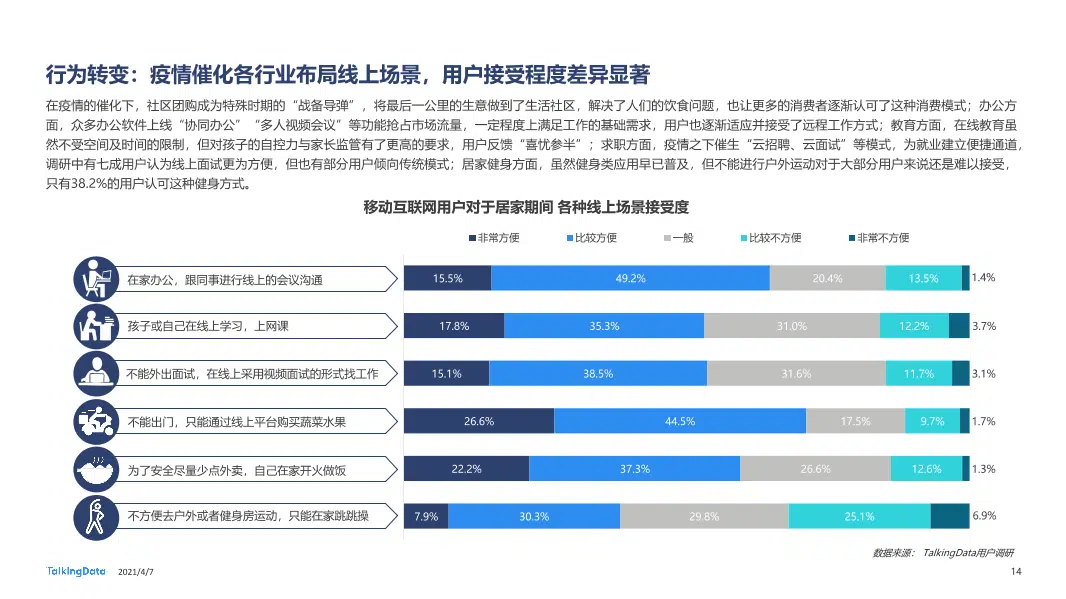 行为转变：疫情催化各行业布局线上场景，用户接受程度差异显著
在疫情的催化下，社区团购成为特殊时期的“战备导弹”，将最后一公里的生意做到了生活社区，解决了人们的饮食问题，也让更多的消费者逐渐认可了这种消费模式；办公方
面，众多办公软件上线“协同办公”“多人视频会议”等功能抢占市场流量，一定程度上满足工作的基础需求，用户也逐渐适应并接受了远程工作方式；教育方面，在线教育虽
然不受空间及时间的限制，但对孩子的自控力与家长监管有了更高的要求，用户反馈“喜忧参半”；求职方面，疫情之下催生“云招聘、云面试”等模式，为就业建立便捷通道，
调研中有七成用户认为线上面试更为方便，但也有部分用户倾向传统模式；居家健身方面，虽然健身类应用早已普及，但不能进行户外运动对于大部分用户来说还是难以接受，
只有38.2%的用户认可这种健身方式。
移动互联网用户对于居家期间 各种线上场景接受度
非常方便 比较方便 一般 比较不方便 非常不方便
在家办公，跟同事进行线上的会议沟通 15.5% 49.2% 20.4% 13.5% 1.4%
孩子或自己在线上学习，上网课 17.8% 35.3% 31.0% 12.2% 3.7%
不能外出面试，在线上采用视频面试的形式找工作 15.1% 38.5% 31.6% 11.7% 3.1%
不能出门，只能通过线上平台购买蔬菜水果 26.6% 44.5% 17.5% 9.7% 1.7%
为了安全尽量少点外卖，自己在家开火做饭 22.2% 37.3% 26.6% 12.6% 1.3%
不方便去户外或者健身房运动，只能在家跳跳操 7.9% 30.3% 29.8% 25.1% 6.9%
数据来源： TalkingData用户调研
TalkingData 2021/4/7 14